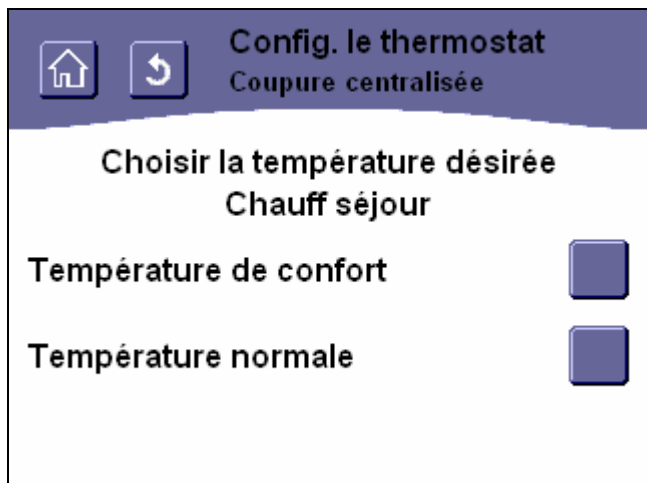 Config. le thermostat
Coupure centralisée
Choisir la température désirée
Chauff séjour
Température de confort
Température normale